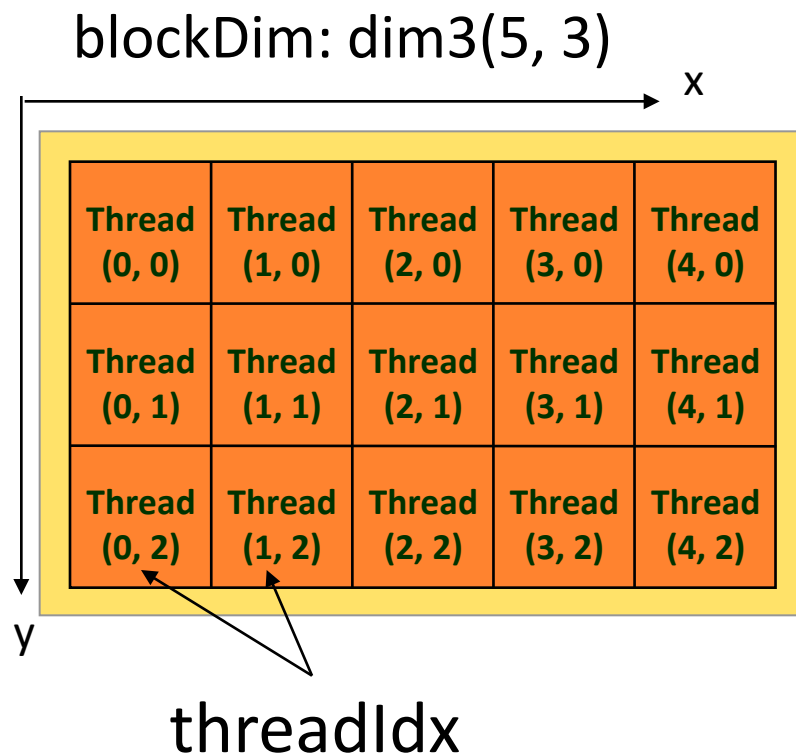 blockDim: dim3(5, 3)
x
Thread Thread Thread Thread Thread
(0, 0) (1, 0) (2, 0) (3, 0) (4, 0)
Thread Thread Thread Thread Thread
(0, 1) (1, 1) (2, 1) (3, 1) (4, 1)
Thread Thread Thread Thread Thread
(0, 2) (1, 2) (2, 2) (3, 2) (4, 2)
y
threadIdx